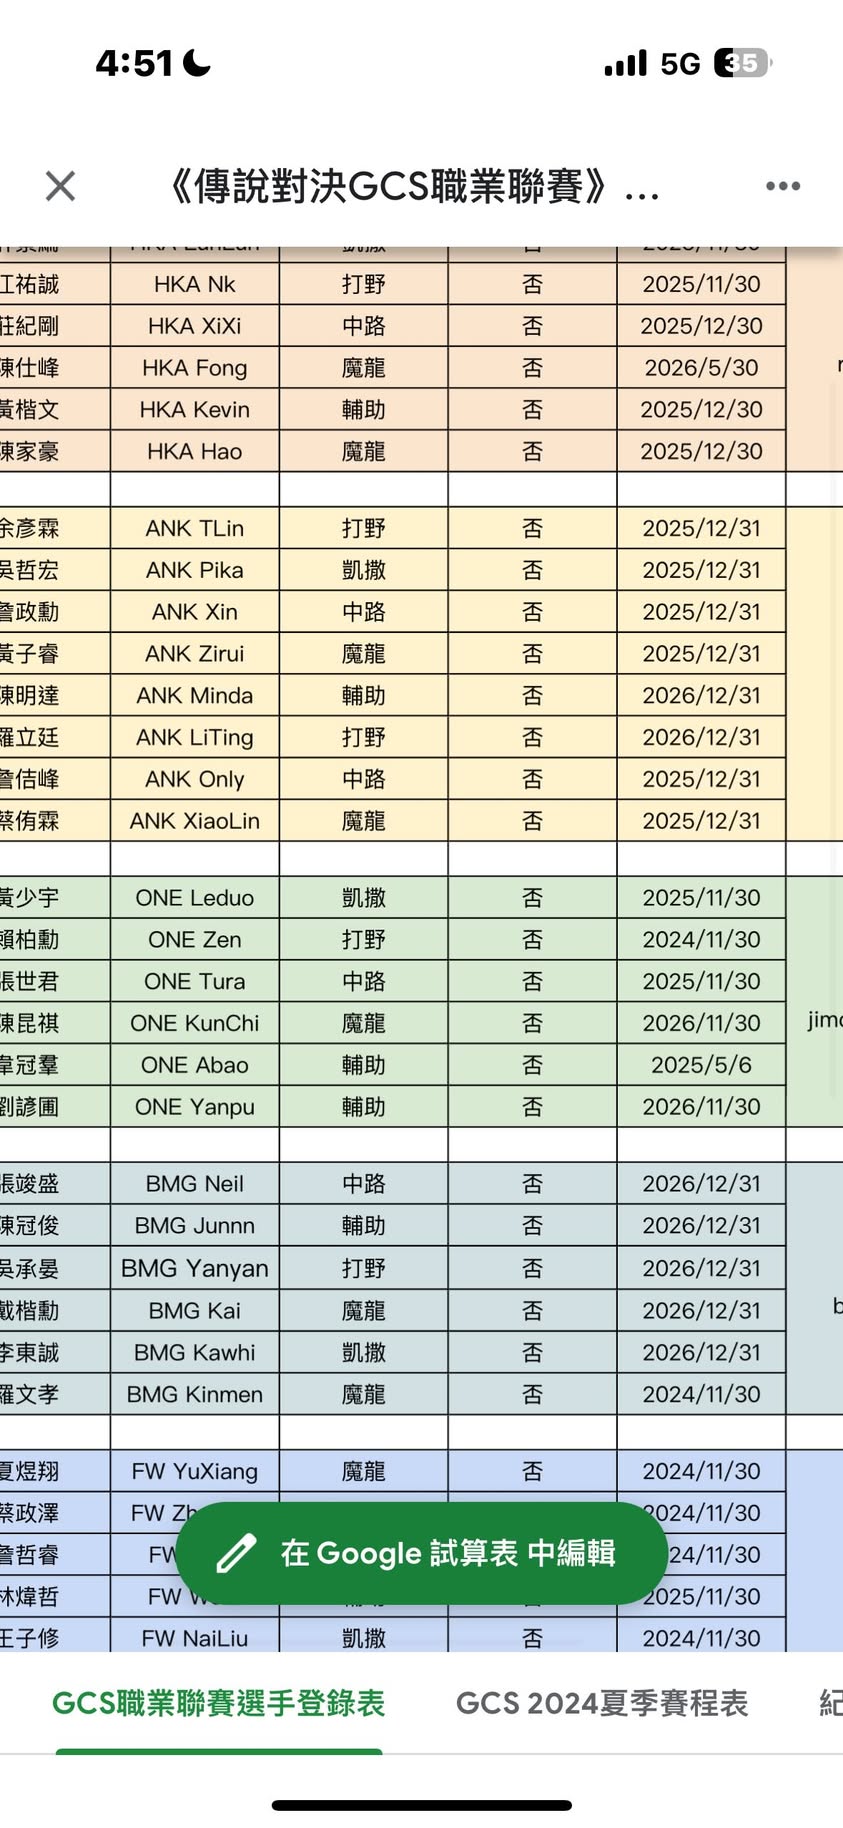 4:51 5G 35
《傳說對決GCS職業聯賽》...
江祐誠 HKA Nk 打野 否 2025/11/30
莊紀剛 HKA XiXi 中路 否 2025/12/30
陳仕峰 HKA Fong 魔龍 否 2026/5/30
黃楷文 HKA Kevin 輔助 否 2025/12/30
陳家豪 HKA Hao 魔龍 否 2025/12/30
余彥霖 ANK TLin 打野 否 2025/12/31
吳哲宏 ANK Pika 凱撒 否 2025/12/31
詹政勳 ANK Xin 中路 否 2025/12/31
黃子睿 ANK Zirui 魔龍 否 2025/12/31
陳明達 ANK Minda 輔助 否 2026/12/31
羅立廷 ANK LiTing 打野 否 2026/12/31
詹佶峰 ANK Only 中路 否 2025/12/31
蔡侑霖 ANK XiaoLin 魔龍 否 2025/12/31
黃少宇 ONE Leduo 凱撒 否 2025/11/30
賴柏勳 ONE Zen 打野 否 2024/11/30
張世君 ONE Tura 中路 否 2025/11/30
陳昆祺 ONE KunChi 魔龍 否 2026/11/30
韋冠羣 ONE Abao 輔助 否 2025/5/6
劉諺圃 ONE Yanpu 輔助 否 2026/11/30
張竣盛 BMG Neil 中路 否 2026/12/31
陳冠俊 BMG Junnn 輔助 否 2026/12/31
吳承晏 BMG Yanyan 打野 否 2026/12/31
戴楷勳 BMG Kai 魔龍 否 2026/12/31
李東誠 BMG Kawhi 凱撒 否 2026/12/31
羅文孝 BMG Kinmen 魔龍 否 2024/11/30
夏煜翔 FW YuXiang 魔龍 否 2024/11/30
蔡政澤 FW Zh 2024/11/30
詹哲睿 FW 24/11/30
林煒哲 FW 2025/11/30
王子修 FW NaiLiu 凱撒 否 2024/11/30
在 Google 試算表 中編輯
GCS職業聯賽選手登錄表 GCS 2024夏季賽程表 紀